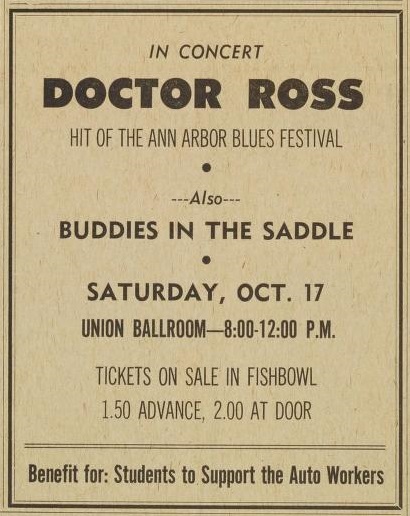 IN CONCERT
DOCTOR ROSS
HIT OF THE ANN ARBOR BLUES FESTIVAL
•
---Also---
BUDDIES IN THE SADDLE
•
SATURDAY, OCT. 17
UNION BALLROOM—8:00-12:00 P.M.
TICKETS ON SALE IN FISHBOWL
1.50 ADVANCE, 2.00 AT DOOR
Benefit for: Students to Support the Auto Workers